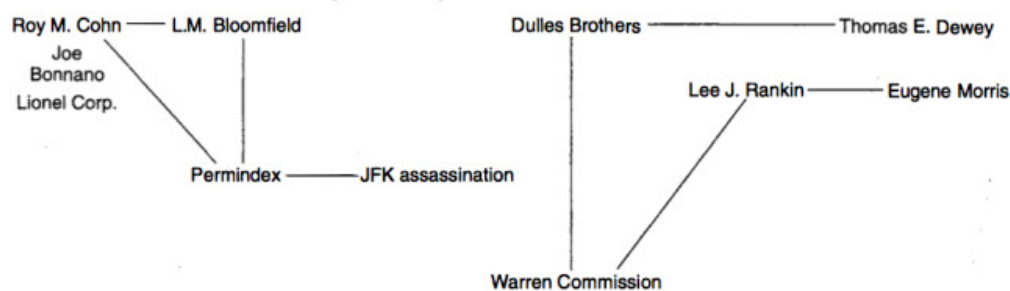 Roy M. Cohn
L.M. Bloomfield
Dulles Brothers
Thomas E. Dewey
Joe
Bonnano
Lionel Corp.
Lee J. Rankin
Eugene Morris
Permindex
JFK assassination
Warren Commission